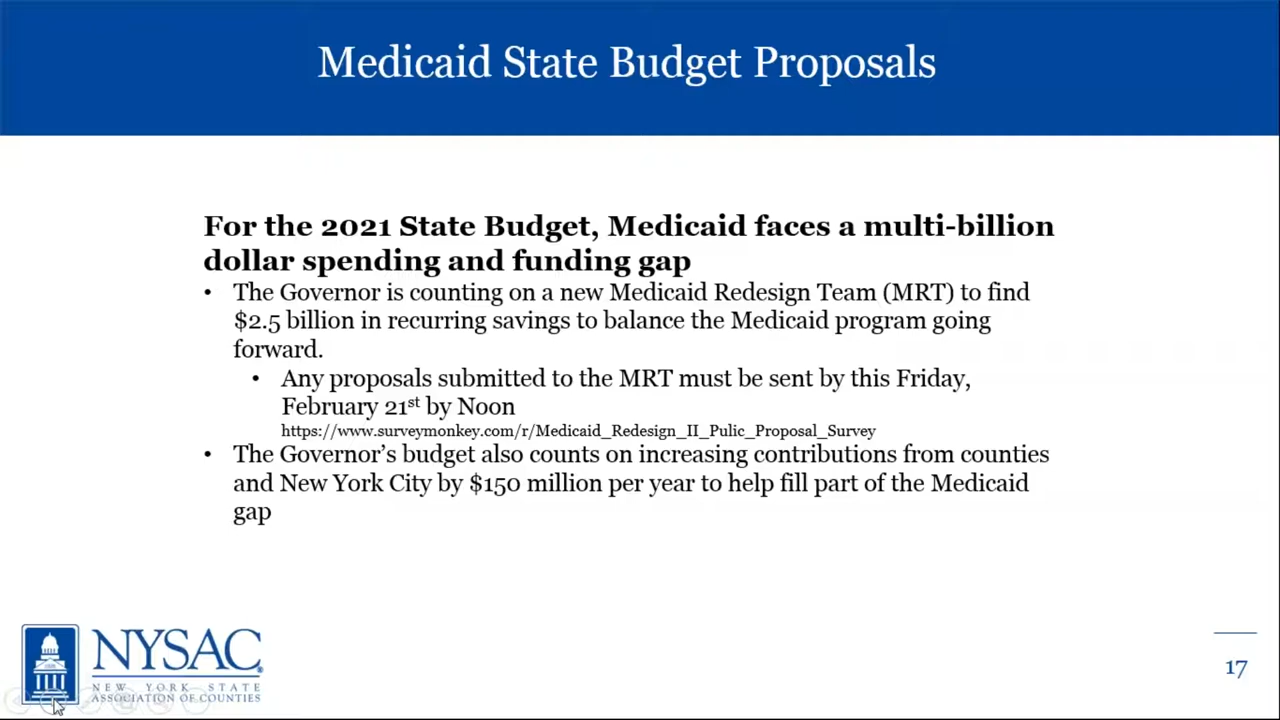 Medicaid State Budget Proposals
For the 2021 State Budget, Medicaid faces a multi-billion
dollar spending and funding gap
• The Governor is counting on a new Medicaid Redesign Team (MRT) to find
$2.5 billion in recurring savings to balance the Medicaid program going
forward.
• Any proposals submitted to the MRT must be sent by this Friday,
February 21st by Noon
https://www.surveymonkey.com/r/Medicaid_Redesign_II_Pulic_Proposal_Survey
• The Governor’s budget also counts on increasing contributions from counties
and New York City by $150 million per year to help fill part of the Medicaid
gap
NYSAC®
NEW YORK STATE
ASSOCIATION OF COUNTIES
17